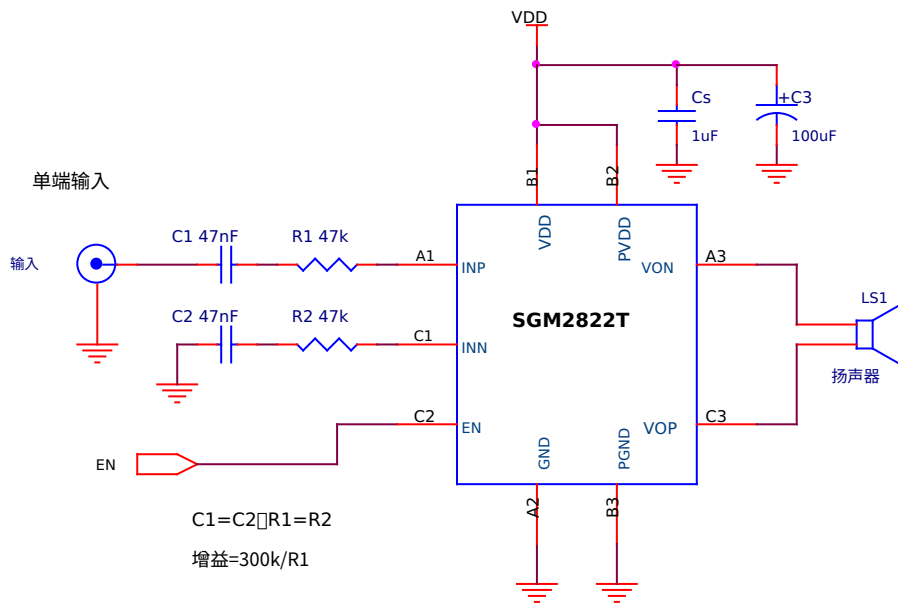 VDD
Cs
+C3
1uF
100uF
单端输入
B1
B2
C1 47nF
R1 47k
A1
VDD
PVDD
A3
输入
INP
VON
LS1
SGM2822T
C2 47nF
R2 47k
C1
INN
扬声器
C2
EN
VOP
C3
EN
GND
PGND
A2
B3
C1=C2▯R1=R2
增益=300k/R1